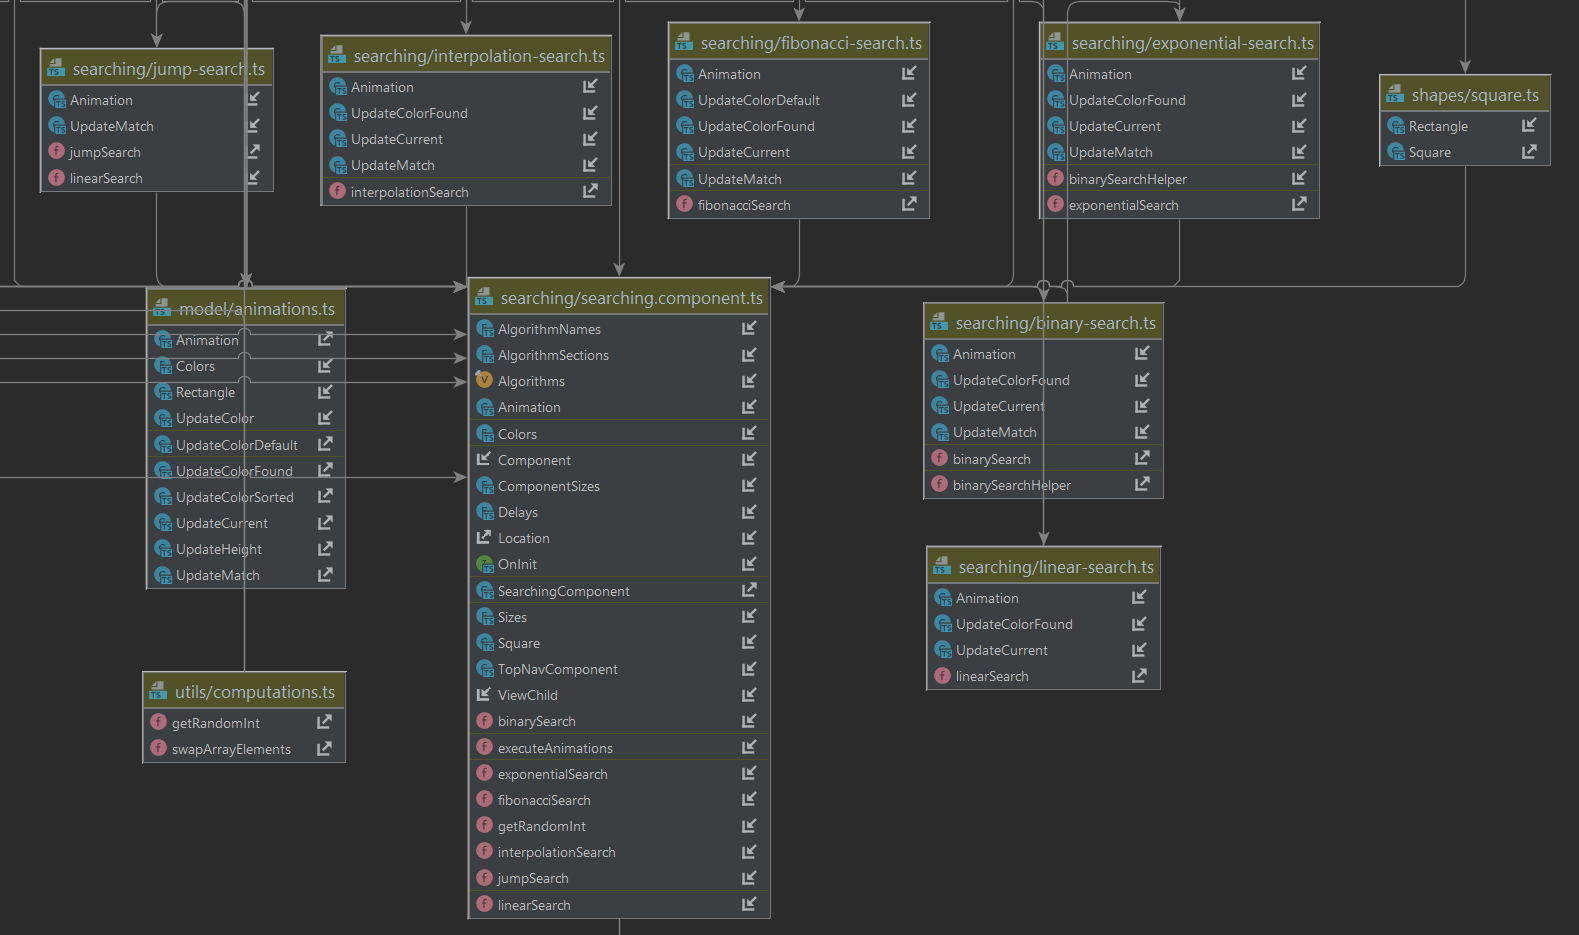 searching/jump-search.ts
Animation
UpdateMatch
jumpSearch
linearSearch
searching/interpolation-search.ts
Animation
UpdateColorFound
UpdateCurrent
UpdateMatch
interpolationSearch
searching/fibonacci-search.ts
Animation
UpdateColorDefault
UpdateColorFound
UpdateCurrent
UpdateMatch
fibonacciSearch
searching/exponential-search.ts
Animation
UpdateColorFound
UpdateCurrent
UpdateMatch
binarySearchHelper
exponentialSearch
shapes/square.ts
Rectangle
Square
model/animations.ts
Animation
Colors
Rectangle
UpdateColor
UpdateColorDefault
UpdateColorFound
UpdateColorSorted
UpdateCurrent
UpdateHeight
UpdateMatch
searching/searching.component.ts
AlgorithmNames
AlgorithmSections
Algorithms
Animation
Colors
Component
ComponentSizes
Delays
Location
OnInit
SearchingComponent
Sizes
Square
TopNavComponent
ViewChild
binarySearch
executeAnimations
exponentialSearch
fibonacciSearch
getRandomInt
interpolationSearch
jumpSearch
linearSearch
searching/binary-search.ts
Animation
UpdateColorFound
UpdateCurrent
UpdateMatch
binarySearch
binarySearchHelper
searching/linear-search.ts
Animation
UpdateColorFound
UpdateCurrent
linearSearch
utils/computations.ts
getRandomInt
swapArrayElements